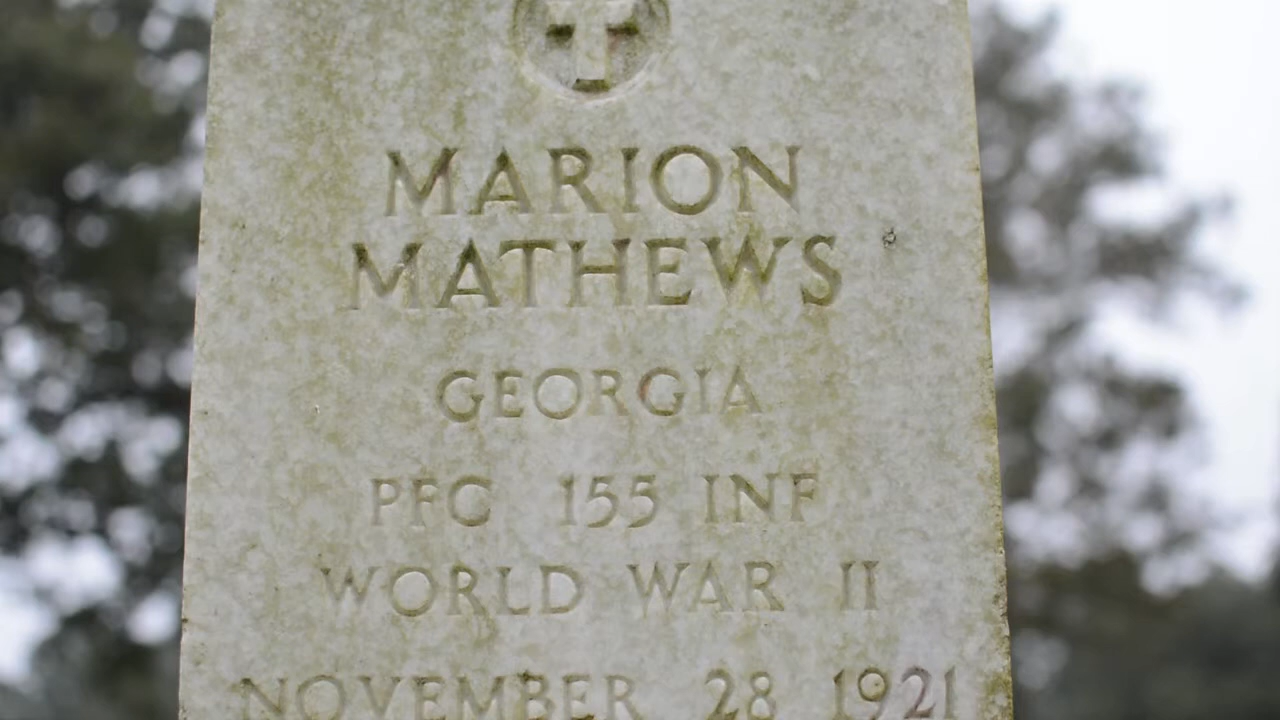 MARION
MATHEWS
GEORGIA
PFC 155 INF
WORLD WAR II
NOVEMBER 28 1921